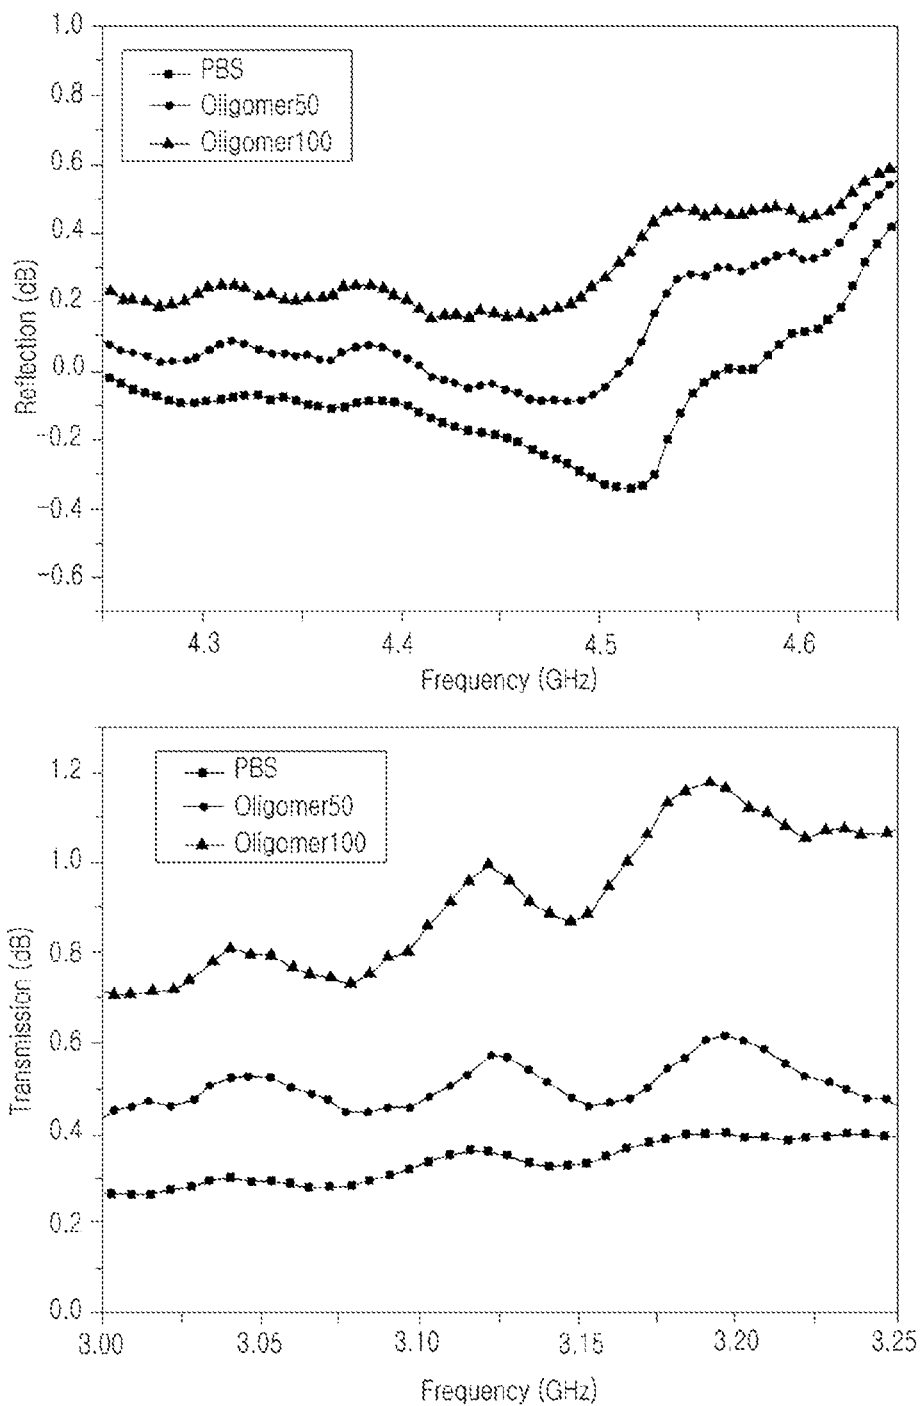 1.0
0.8
0.6
0.4
0.2
0.0
−0.2
−0.4
−0.6
Reflection (dB)
PBS
Oligomer50
Oligomer100
4.3 4.4 4.5 4.6
Frequency (GHz)
1.2
1.0
0.8
0.6
0.4
0.2
0.0
Transmission (dB)
PBS
Oligomer50
Oligomer100
3.00 3.05 3.10 3.15 3.20 3.25
Frequency (GHz)